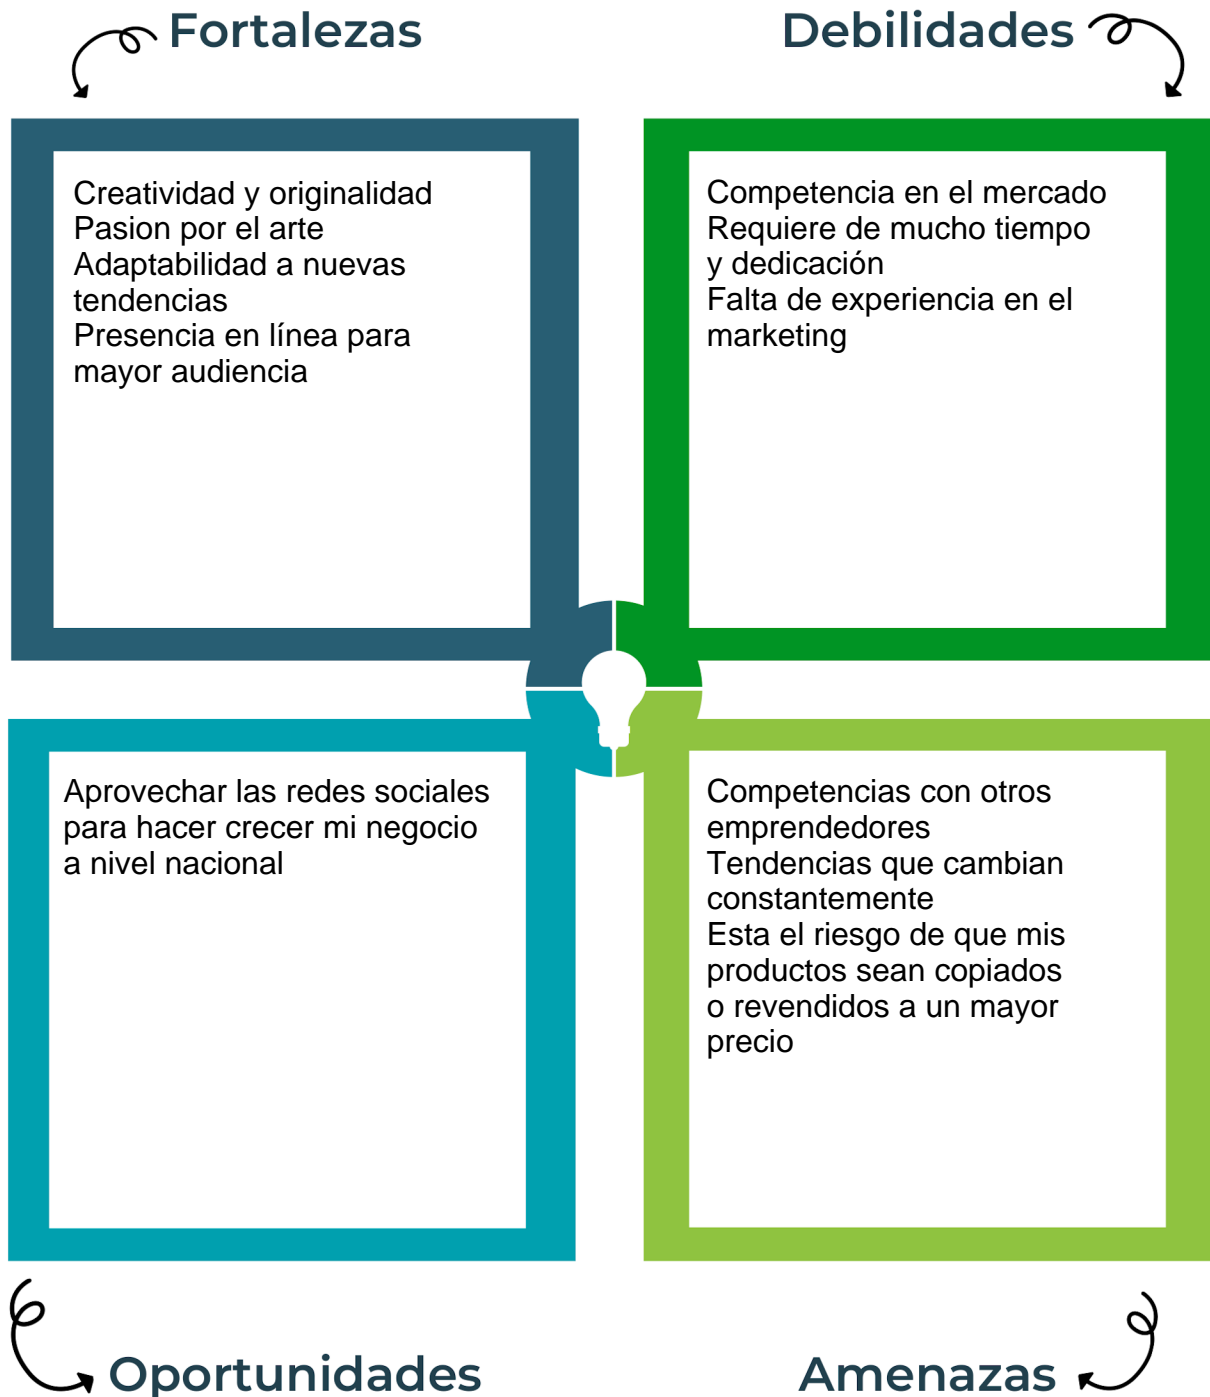 Fortalezas
Creatividad y originalidad
Pasion por el arte
Adaptabilidad a nuevas
tendencias
Presencia en línea para
mayor audiencia
Debilidades
Competencia en el mercado
Requiere de mucho tiempo
y dedicación
Falta de experiencia en el
marketing
Aprovechar las redes sociales
para hacer crecer mi negocio
a nivel nacional
Oportunidades
Competencias con otros
emprendedores
Tendencias que cambian
constantemente
Esta el riesgo de que mis
productos sean copiados
o revendidos a un mayor
precio
Amenazas